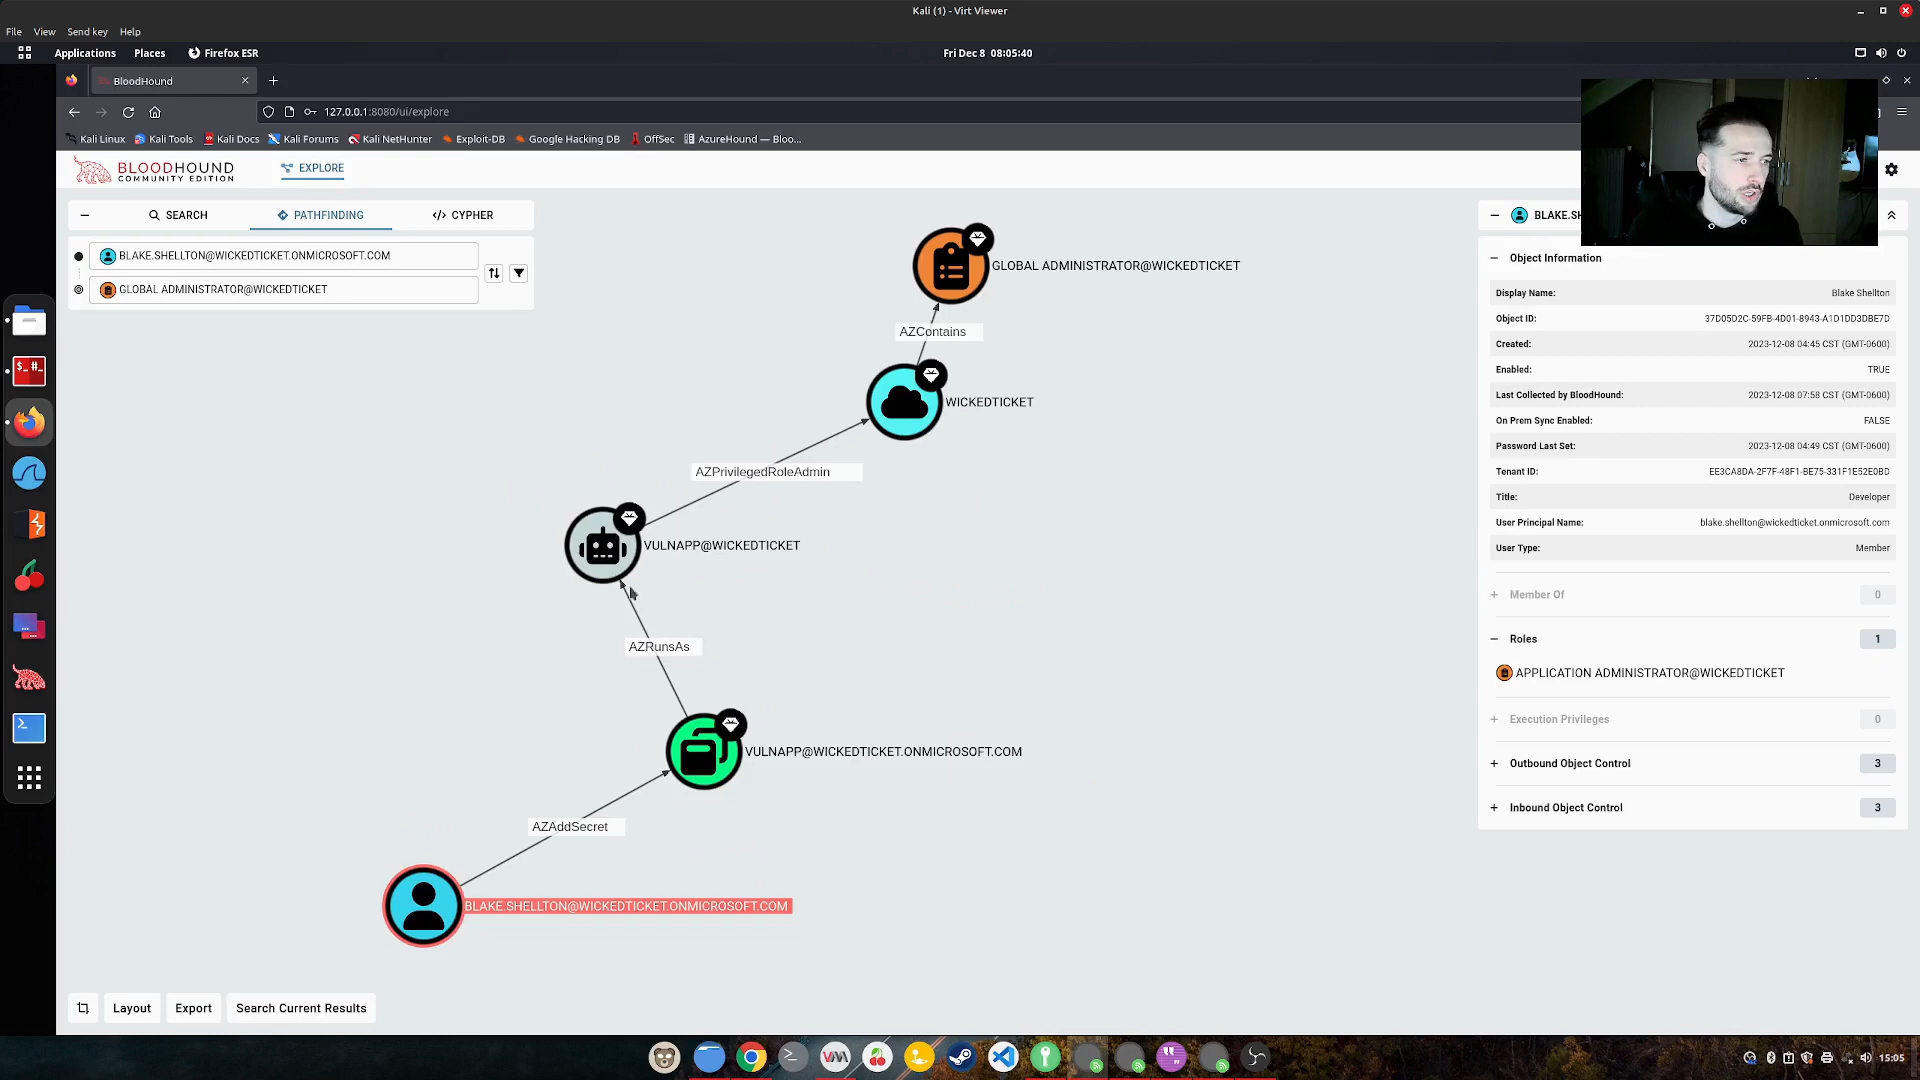 Kali (1) - Virt Viewer
File View Send key Help
Applications Places Firefox ESR Fri Dec 8 08:05:40
BloodHound
127.0.0.1:8080/ui/explore
Kali Linux Kali Tools Kali Docs Kali Forums Kali NetHunter Exploit-DB Google Hacking DB OffSec AzureHound — Bloo...
BLOODHOUND
COMMUNITY EDITION
EXPLORE
SEARCH PATHFINDING CYPHER
BLAKE.SHELLTON@WICKEDTICKET.ONMICROSOFT.COM
GLOBAL ADMINISTRATOR@WICKEDTICKET
GLOBAL ADMINISTRATOR@WICKEDTICKET
AZContains
WICKEDTICKET
AZPrivilegedRoleAdmin
VULNAPP@WICKEDTICKET
AZRunsAs
VULNAPP@WICKEDTICKET.ONMICROSOFT.COM
AZAddSecret
BLAKE.SHELLTON@WICKEDTICKET.ONMICROSOFT.COM
Layout Export Search Current Results
BLAKE.SH
Object Information
Display Name: Blake Shellton
Object ID: 37D05D2C-59FB-4D01-8943-A1D1DD3DBE7D
Created: 2023-12-08 04:45 CST (GMT-0600)
Enabled: TRUE
Last Collected by BloodHound: 2023-12-08 07:58 CST (GMT-0600)
On Prem Sync Enabled: FALSE
Password Last Set: 2023-12-08 04:49 CST (GMT-0600)
Tenant ID: EE3CA8DA-2F7F-48F1-BE75-331F1E52E0BD
Title: Developer
User Principal Name: blake.shellton@wickedticket.onmicrosoft.com
User Type: Member
Member Of 0
Roles 1
APPLICATION ADMINISTRATOR@WICKEDTICKET
Execution Privileges 0
Outbound Object Control 3
Inbound Object Control 3
15:05